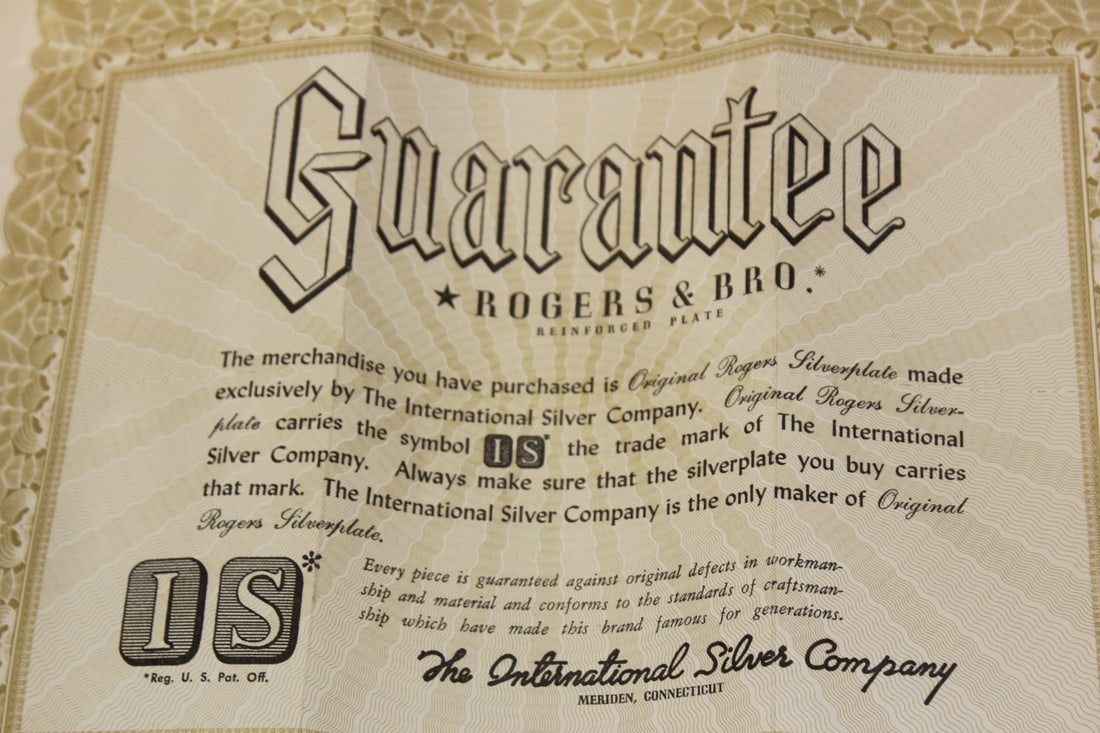 Guarantee
★ ROGERS & BRO.*
REINFORCED PLATE
The merchandise you have purchased is Original Rogers Silverplate made
exclusively by The International Silver Company. Original Rogers Silver-
plate carries the symbol IS* the trade mark of The International
Silver Company. Always make sure that the silverplate you buy carries
that mark. The International Silver Company is the only maker of Original
Rogers Silverplate.
IS*
*Reg. U. S. Pat. Off.
Every piece is guaranteed against original defects in workman-
ship and material and conforms to the standards of craftsman-
ship which have made this brand famous for generations.
The International Silver Company
MERIDEN, CONNECTICUT